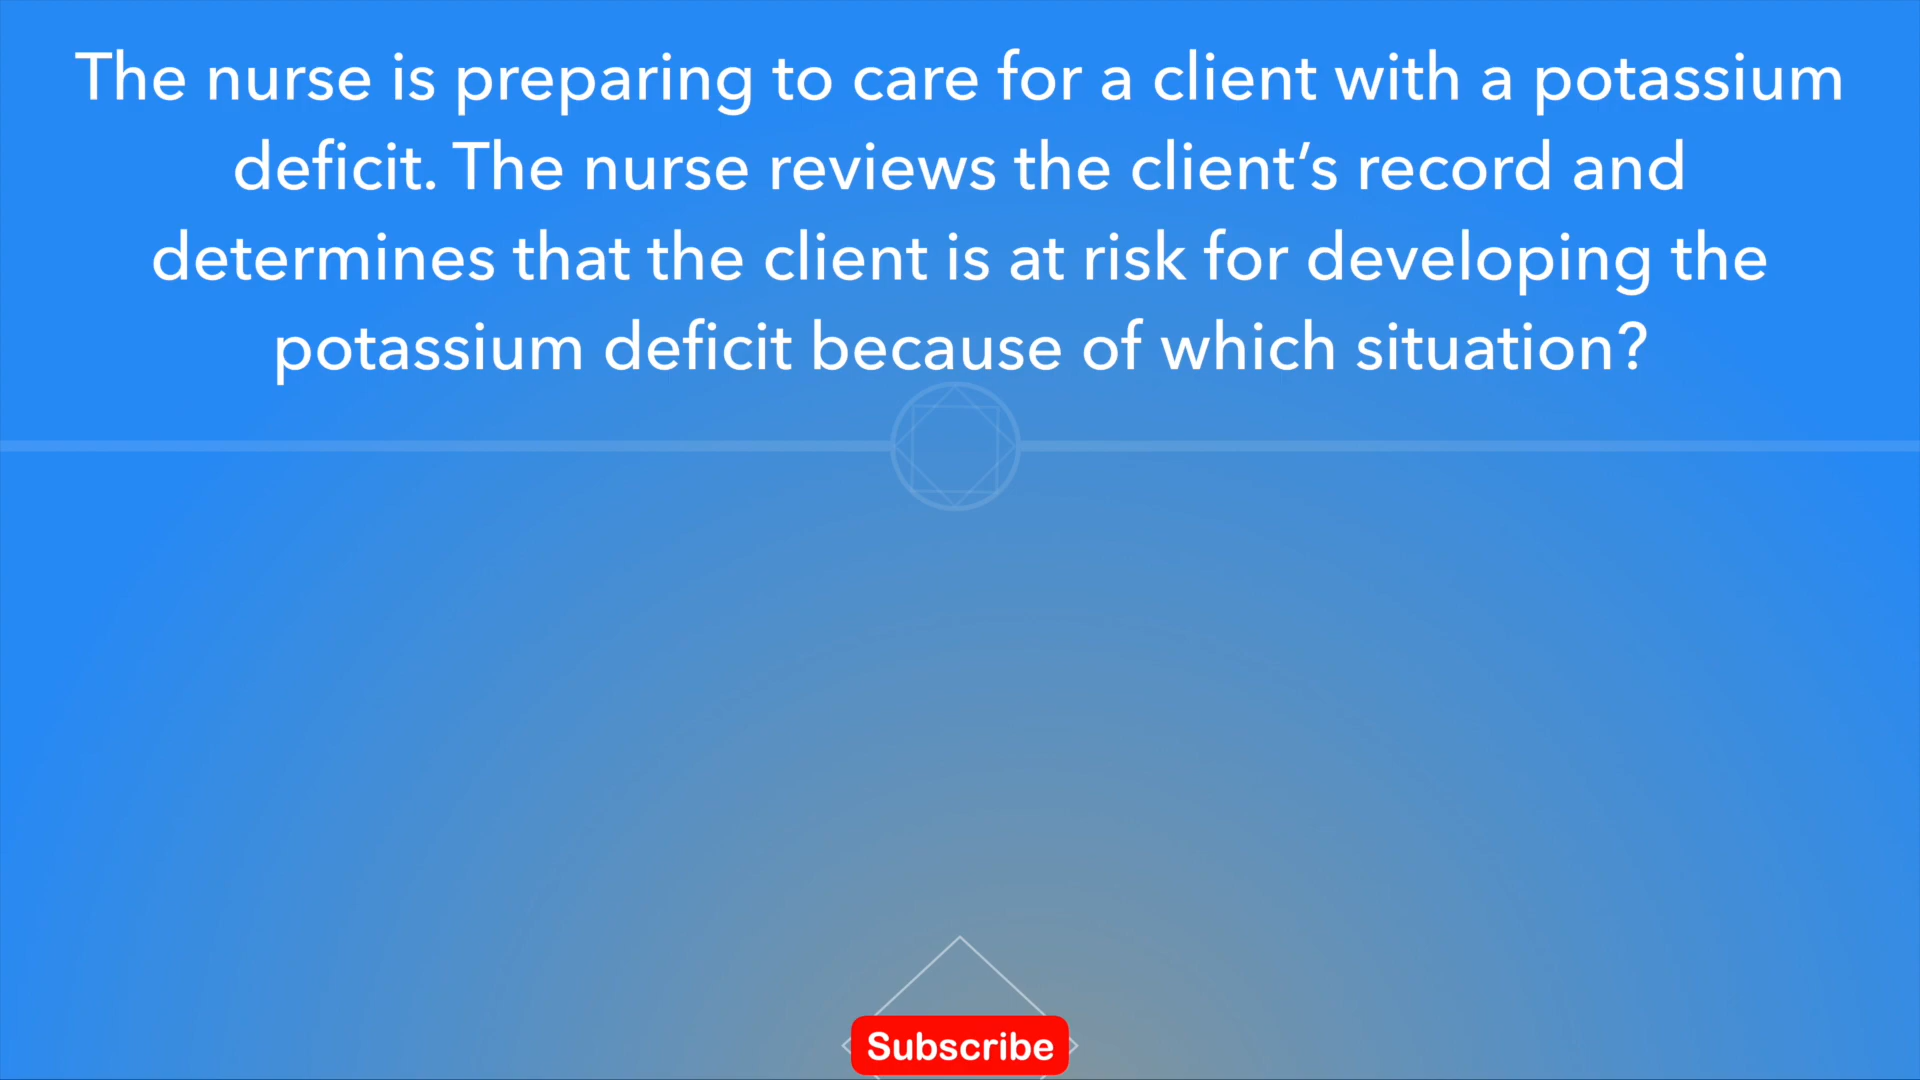 The nurse is preparing to care for a client with a potassium
deficit. The nurse reviews the client’s record and
determines that the client is at risk for developing the
potassium deficit because of which situation?
Subscribe